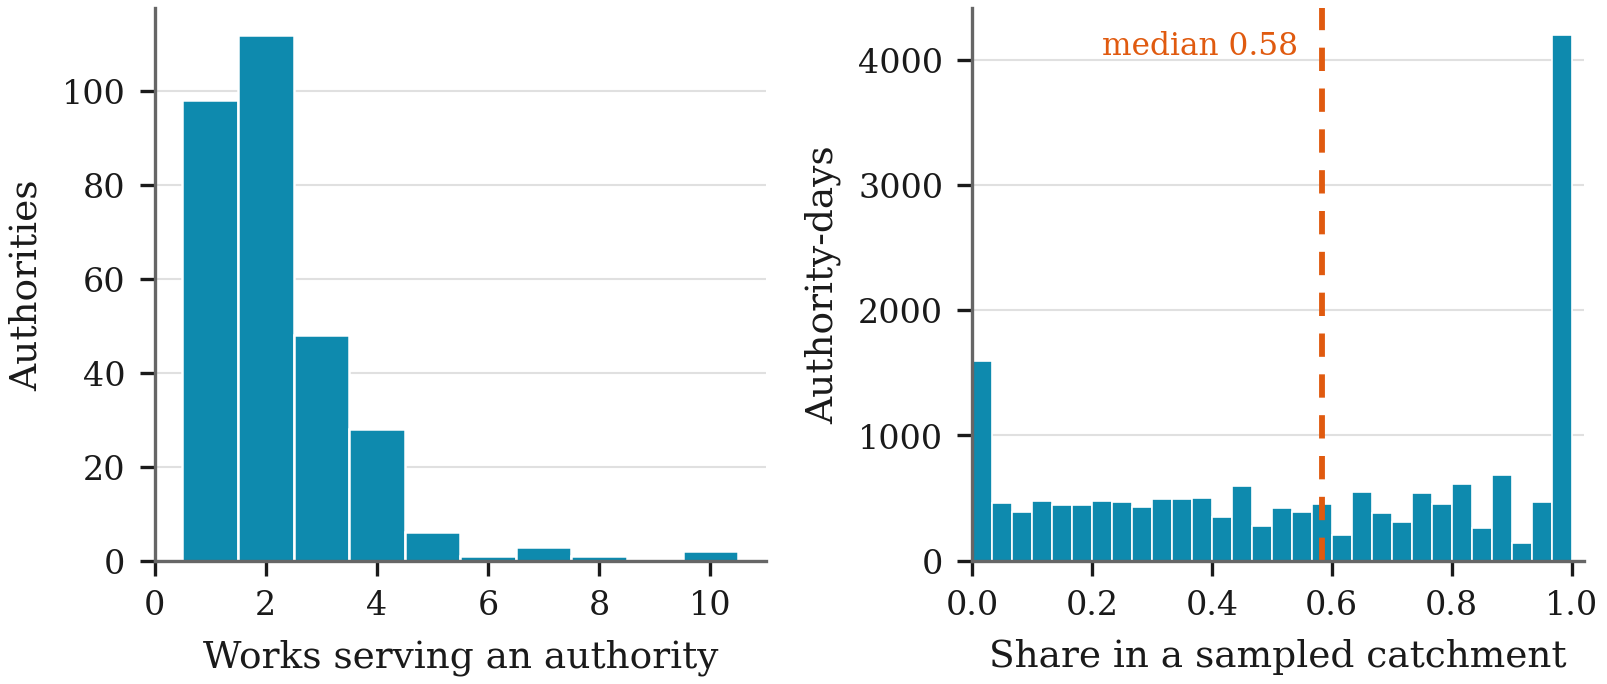 Authorities
100
80
60
40
20
0
0 2 4 6 8 10
Works serving an authority
median 0.58
Authority-days
4000
3000
2000
1000
0
0.0 0.2 0.4 0.6 0.8 1.0
Share in a sampled catchment